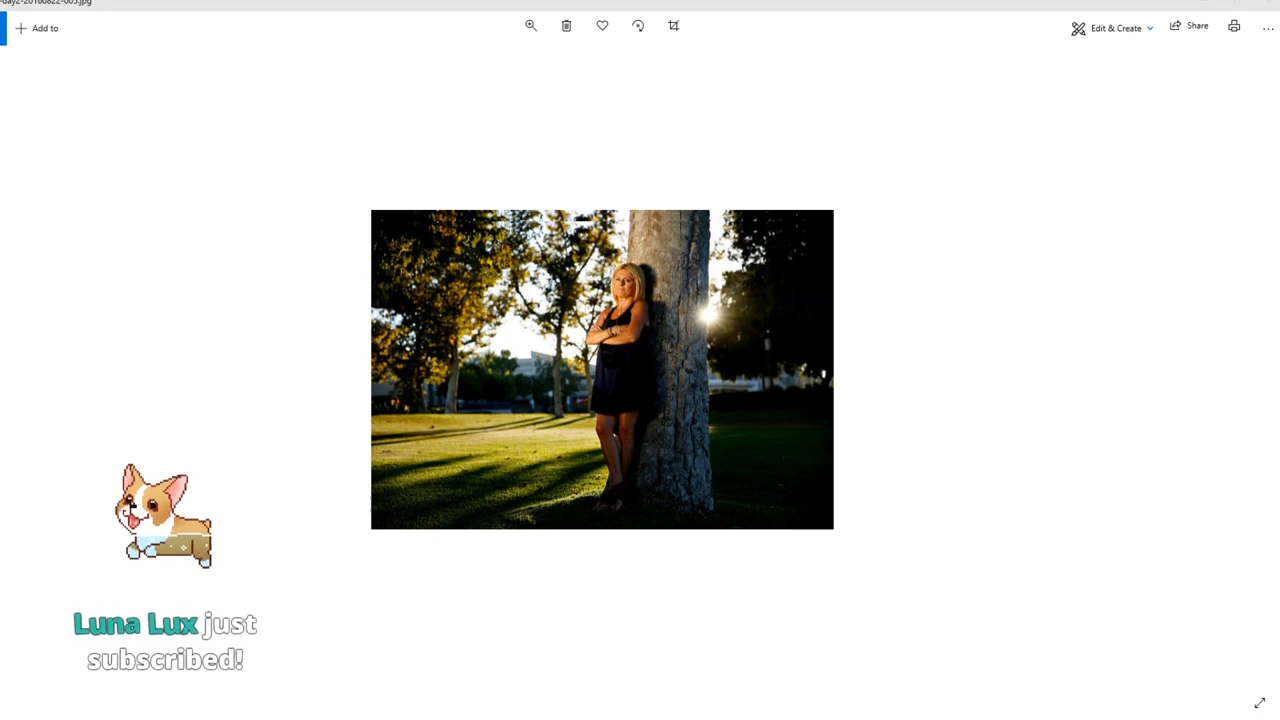 Add to
Edit & Create
Share
Luna Lux just
subscribed!